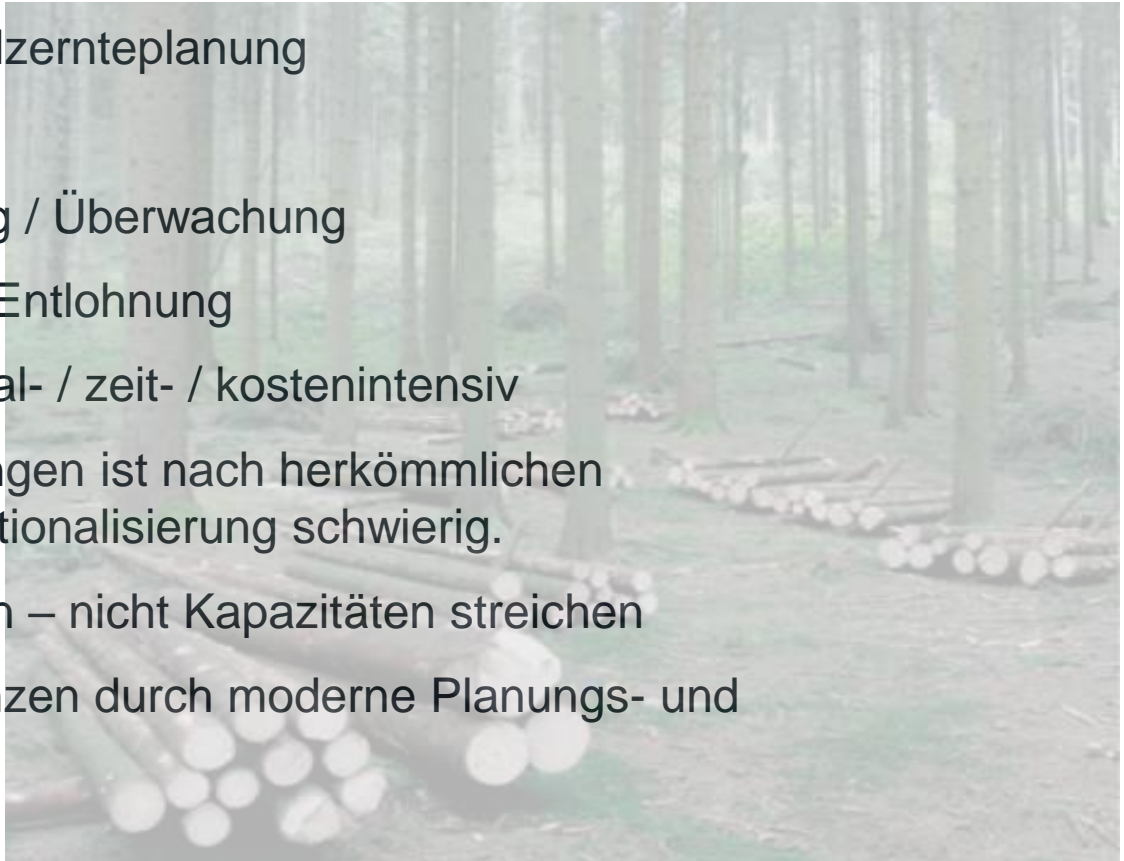 lzernteplanung
g / Überwachung
Entlohnung
al- / zeit- / kostenintensiv
ngen ist nach herkömmlichen
tionalisierung schwierig.
n – nicht Kapazitäten streichen
nzen durch moderne Planungs- und